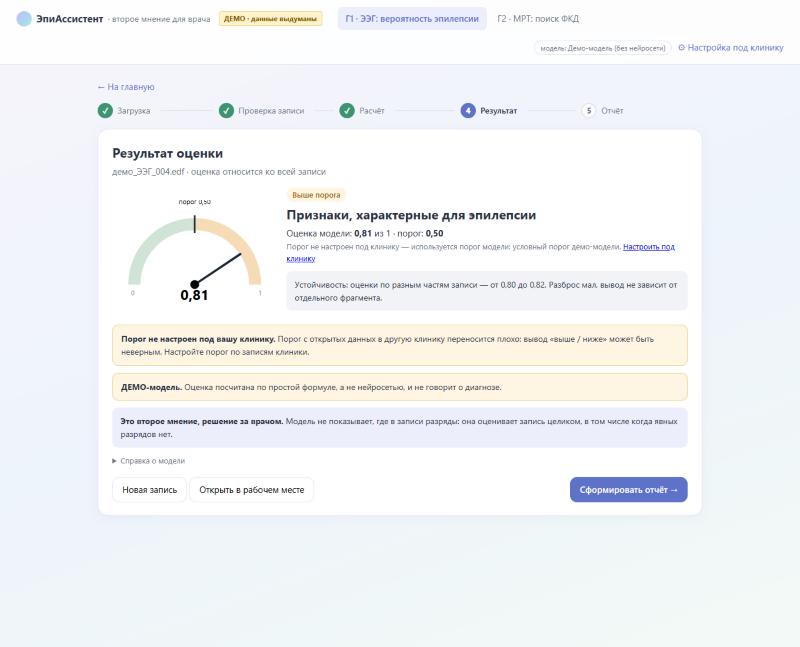 ЭпиАссистент · второе мнение для врача ДЕМО · данные выдуманы Г1 · ЭЭГ: вероятность эпилепсии Г2 · МРТ: поиск ФКД
модель: Демо-модель (без нейросети) ⚙ Настройка под клинику
← На главную
✓ Загрузка ✓ Проверка записи ✓ Расчёт 4 Результат 5 Отчёт
Результат оценки
демо_ЭЭГ_004.edf · оценка относится ко всей записи
порог 0,50
0 1
0,81
Выше порога
Признаки, характерные для эпилепсии
Оценка модели: 0,81 из 1 · порог: 0,50
Порог не настроен под клинику — используется порог модели: условный порог демо-модели. Настроить под
клинику
Устойчивость: оценки по разным частям записи — от 0.80 до 0.82. Разброс мал. вывод не зависит от
отдельного фрагмента.
Порог не настроен под вашу клинику. Порог с открытых данных в другую клинику переносится плохо: вывод «выше / ниже» может быть
неверным. Настройте порог по записям клиники.
ДЕМО-модель. Оценка посчитана по простой формуле, а не нейросетью, и не говорит о диагнозе.
Это второе мнение, решение за врачом. Модель не показывает, где в записи разряды: она оценивает запись целиком, в том числе когда явных
разрядов нет.
▶ Справка о модели
Новая запись Открыть в рабочем месте Сформировать отчёт →